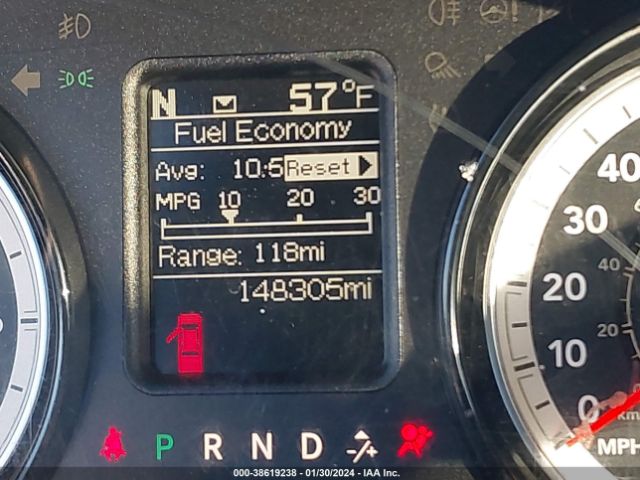 N 57°F
Fuel Economy
Avg: 10.5 Reset
MPG 10 20 30
Range: 118mi
148305mi
P R N D
40
30
20
10
0
40
20
km
MPH
000-38619238 - 01/30/2024 - IAA Inc.